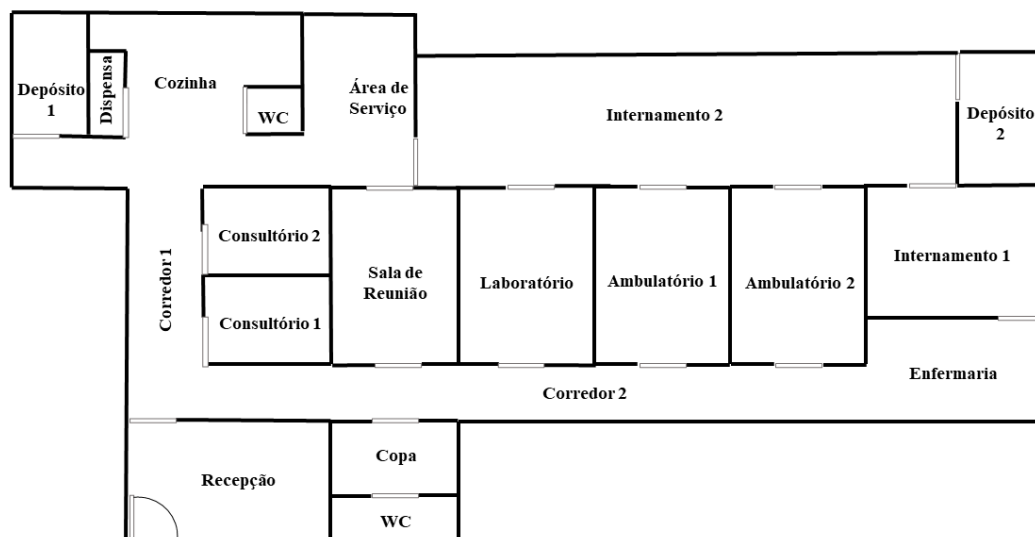 Depósito
1
Dispensa
Cozinha
WC
Área de
Serviço
Internamento 2
Depósito
2
Corredor 1
Consultório 2
Consultório 1
Sala de
Reunião
Laboratório
Ambulatório 1
Ambulatório 2
Internamento 1
Enfermaria
Corredor 2
Recepção
Copa
WC